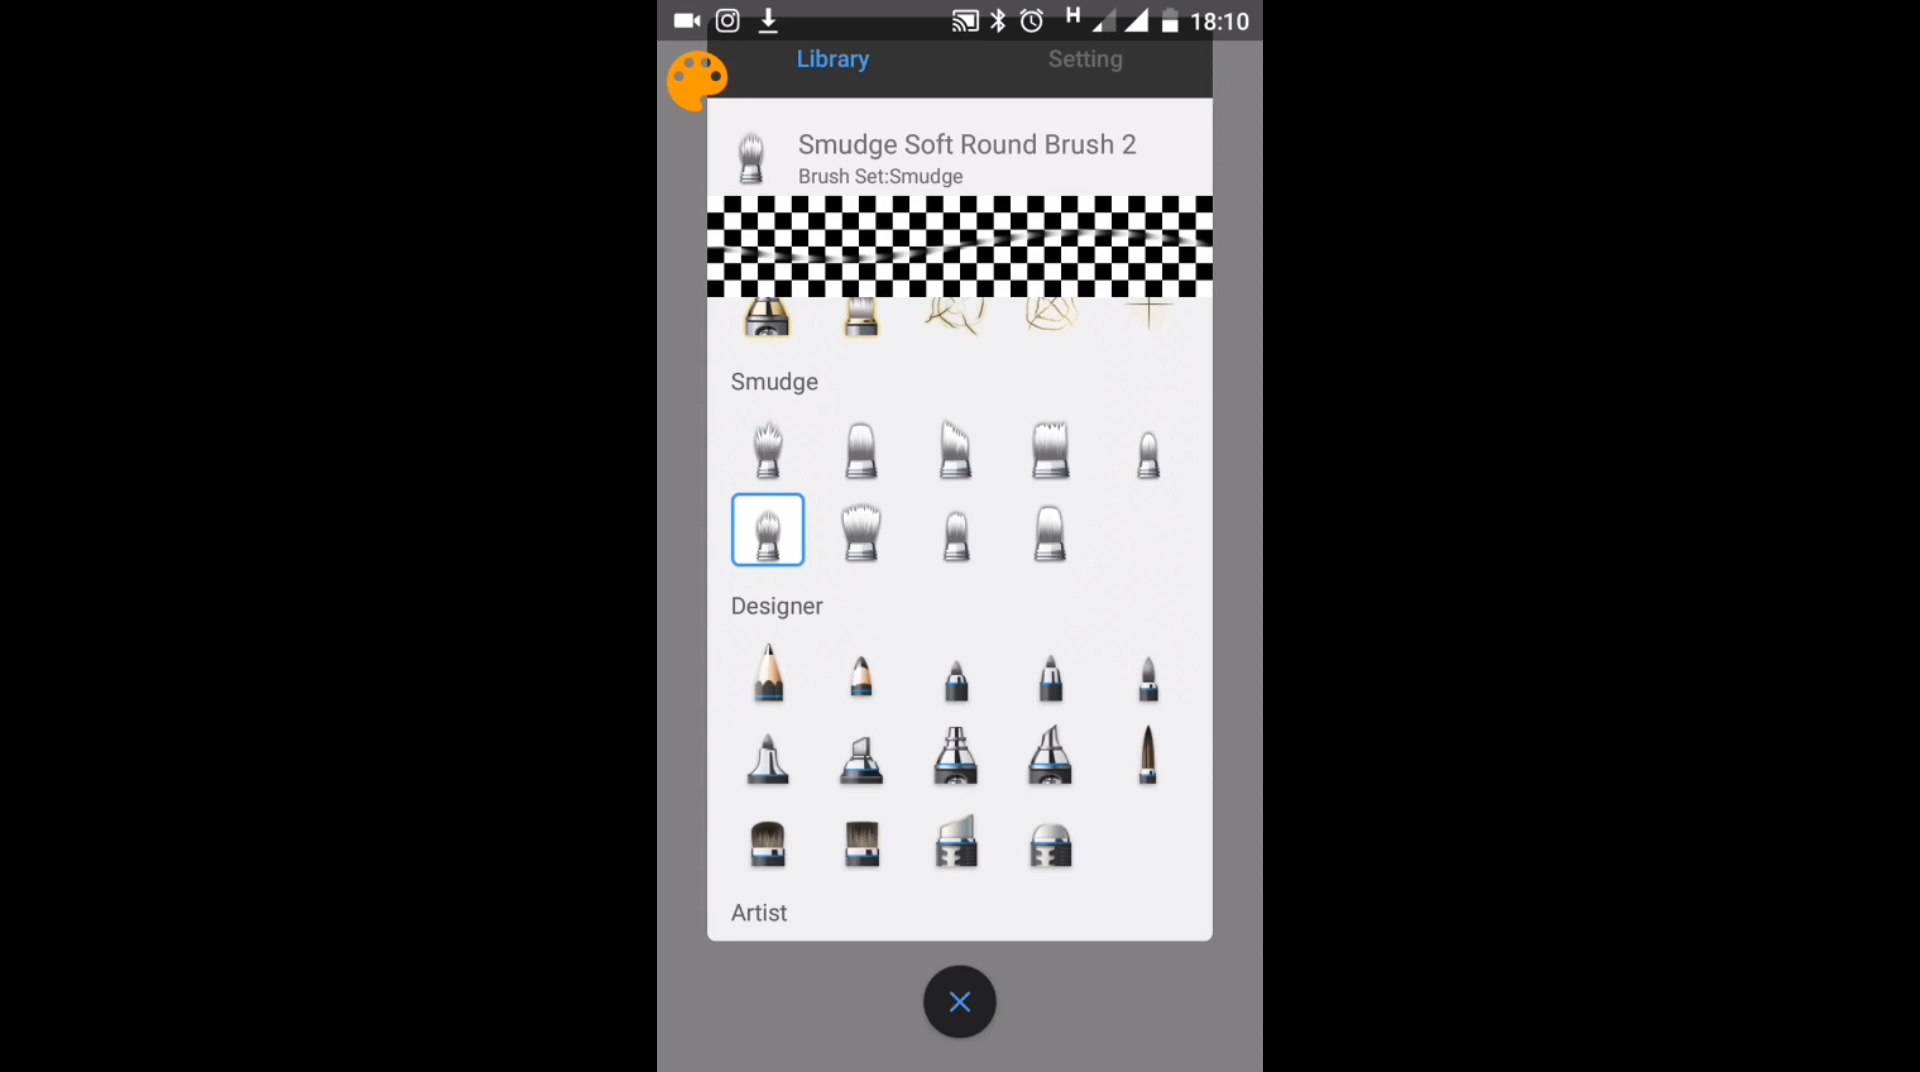 H 18:10
Library Setting
Smudge Soft Round Brush 2
Brush Set:Smudge
Smudge
Designer
Artist